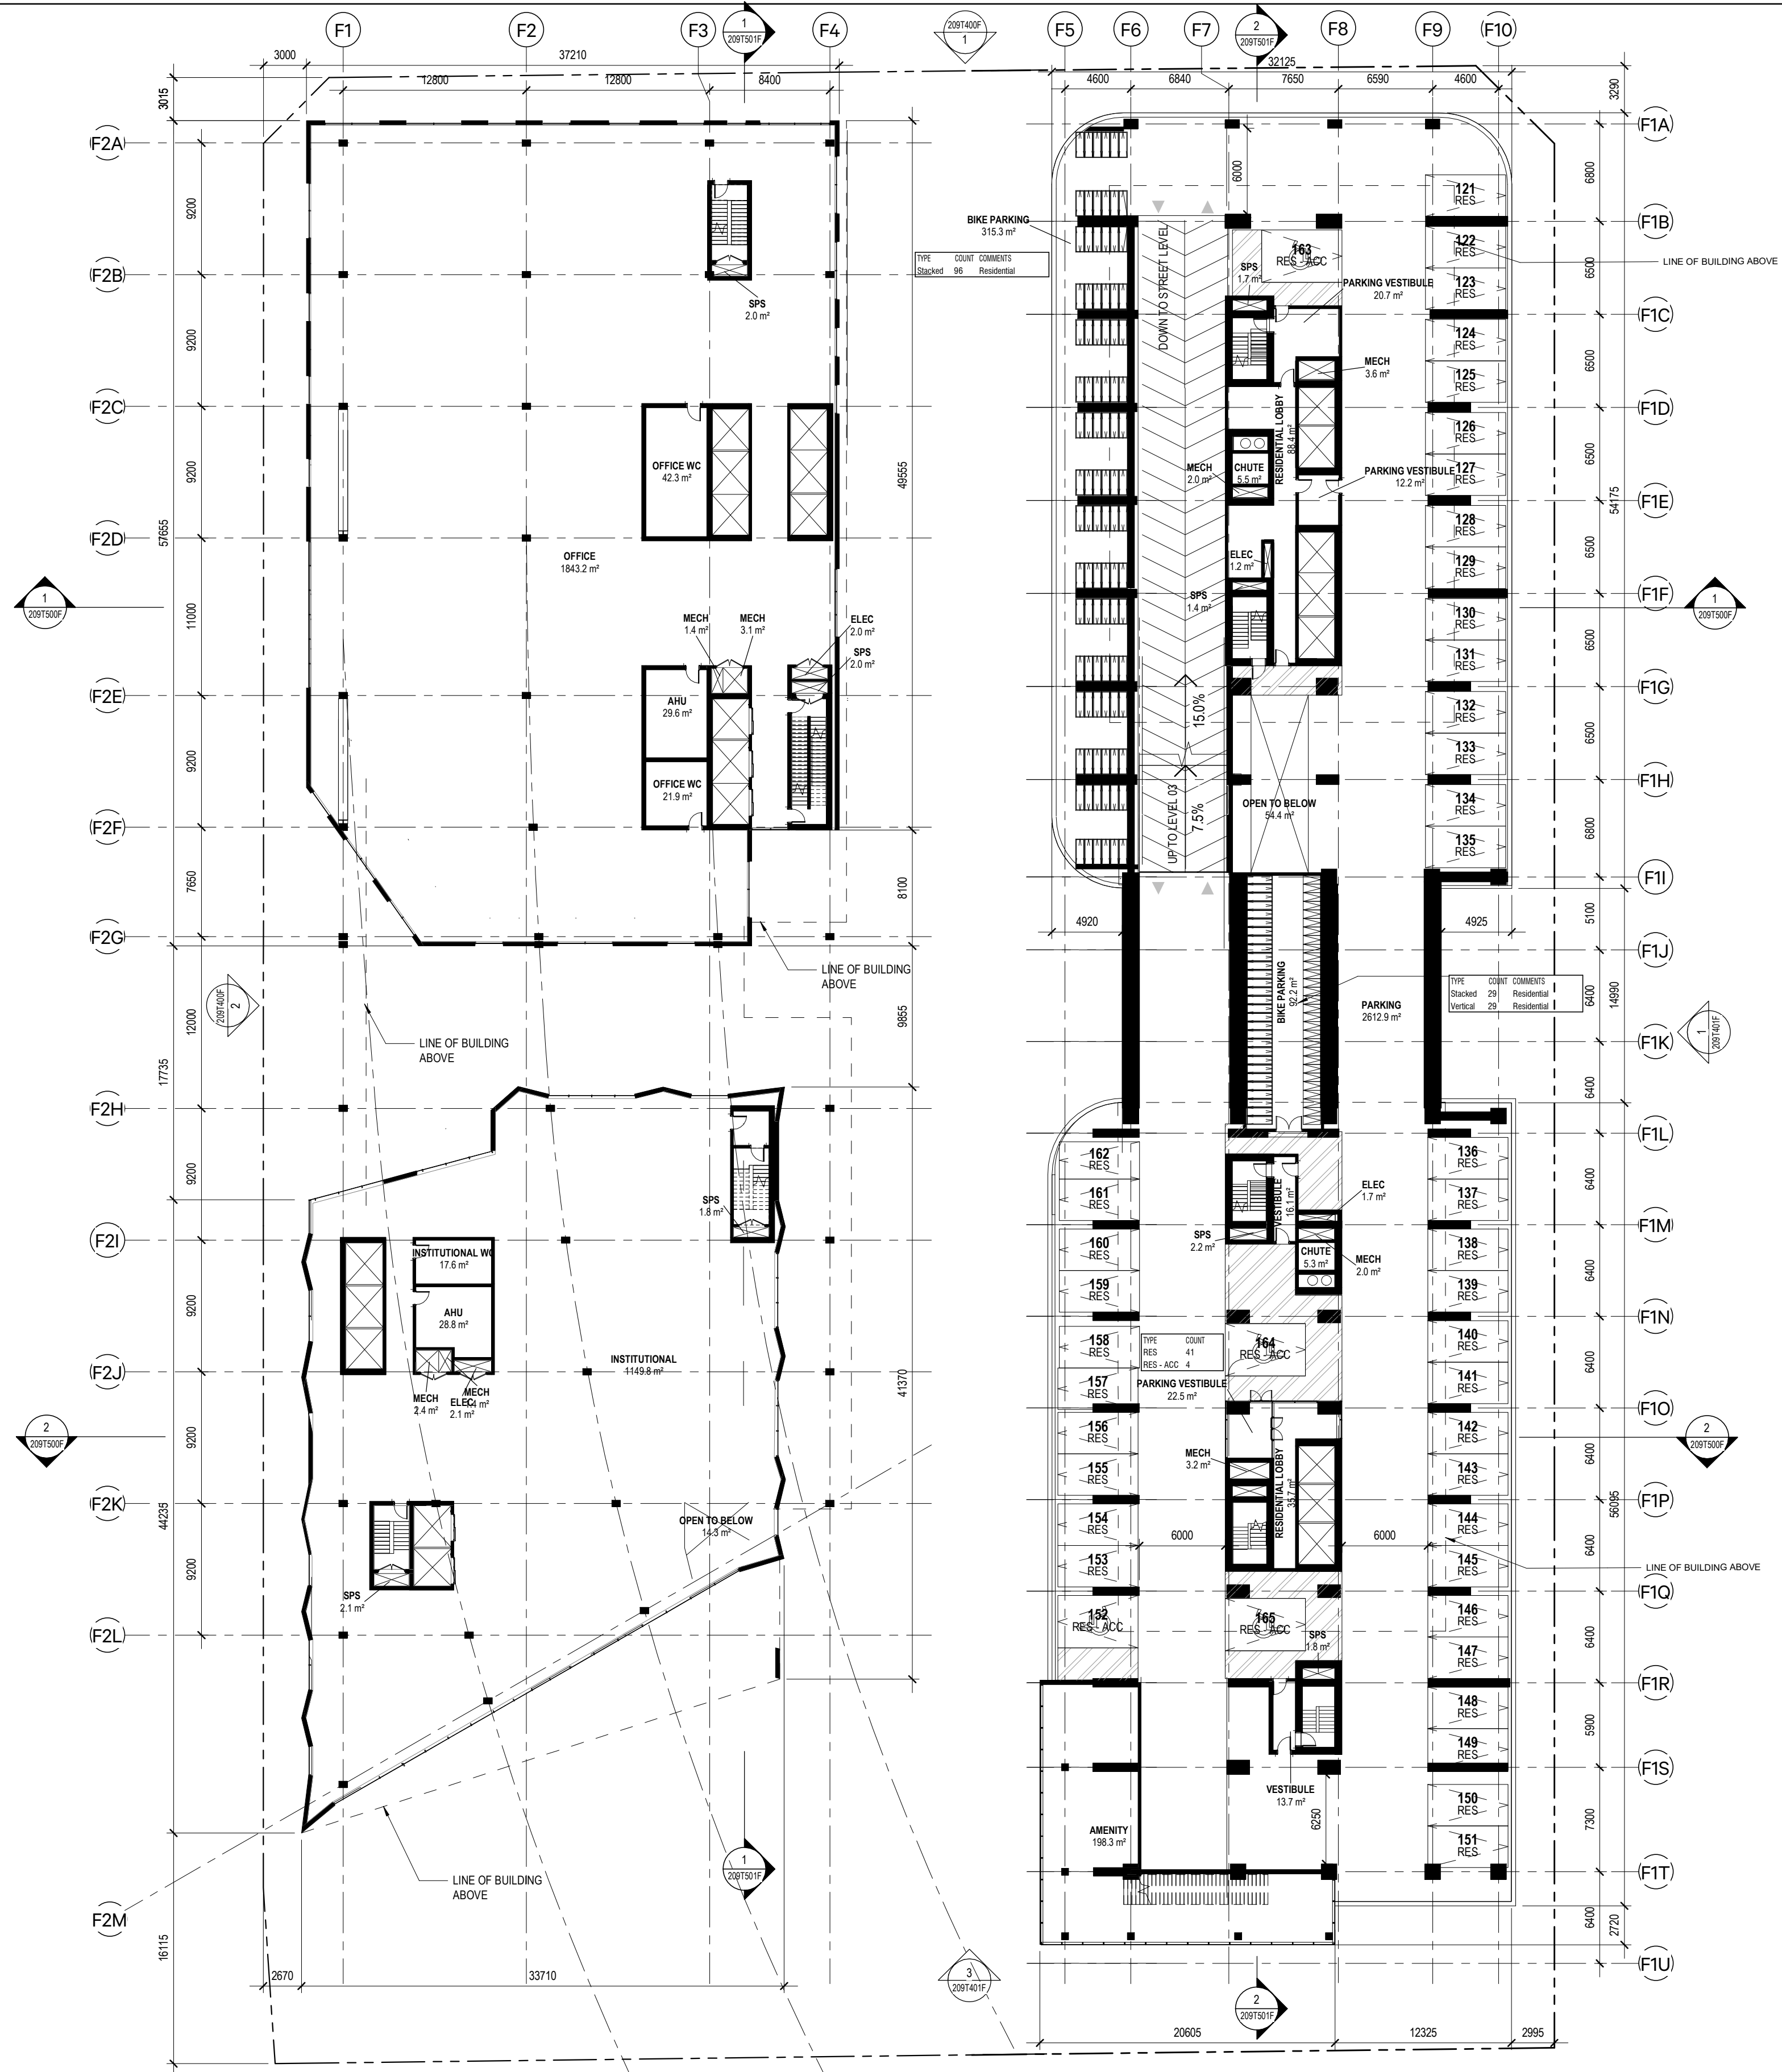 F1
F2
F3
F4
F5
F6
F7
F8
F9
F10
1
209T501F
209T400F
1
2
209T501F
3000
37210
32125
12800
12800
8400
4600
6840
7650
6590
4600
3015
3290
F2A
F2B
F2C
F2D
F2E
F2F
F2G
F2H
F2I
F2J
F2K
F2L
F2M
9200
9200
9200
11000
9200
7650
12000
9200
9200
9200
9200
57655
17735
44235
16115
1
209T500F
2
209T500F
209T400F
2
SPS
2.0 m²
OFFICE WC
42.3 m²
OFFICE
1843.2 m²
MECH
1.4 m²
MECH
3.1 m²
ELEC
2.0 m²
SPS
2.0 m²
AHU
29.6 m²
OFFICE WC
21.9 m²
49555
8100
9855
41370
LINE OF BUILDING
ABOVE
LINE OF BUILDING
ABOVE
SPS
1.8 m²
INSTITUTIONAL WC
17.6 m²
AHU
28.8 m²
INSTITUTIONAL
1149.8 m²
MECH
2.4 m²
MECH
ELEC
2.1 m²
OPEN TO BELOW
14.3 m²
SPS
2.1 m²
LINE OF BUILDING
ABOVE
2670
33710
1
209T501F
3
209T401F
BIKE PARKING
315.3 m²
TYPE COUNT COMMENTS
Stacked 96 Residential
6000
DOWN TO STREET LEVEL
163
RES - ACC
SPS
1.7 m²
PARKING VESTIBULE
20.7 m²
MECH
3.6 m²
RESIDENTIAL LOBBY
88.4 m²
MECH
2.0 m²
CHUTE
5.5 m²
PARKING VESTIBULE
12.2 m²
ELEC
1.2 m²
SPS
1.4 m²
15.0%
UP TO LEVEL 03
7.5%
OPEN TO BELOW
54.4 m²
4920
4925
BIKE PARKING
92.2 m²
PARKING
2612.9 m²
TYPE COUNT COMMENTS
Stacked 29 Residential
Vertical 29 Residential
121
RES
122
RES
123
RES
124
RES
125
RES
126
RES
127
RES
128
RES
129
RES
130
RES
131
RES
132
RES
133
RES
134
RES
135
RES
136
RES
137
RES
138
RES
139
RES
140
RES
141
RES
142
RES
143
RES
144
RES
145
RES
146
RES
147
RES
148
RES
149
RES
150
RES
151
RES
162
RES
161
RES
160
RES
159
RES
158
RES
157
RES
156
RES
155
RES
154
RES
153
RES
152
RES - ACC
VESTIBULE
16.1 m²
ELEC
1.7 m²
SPS
2.2 m²
CHUTE
5.3 m²
MECH
2.0 m²
TYPE COUNT
RES 41
RES - ACC 4
164
RES - ACC
PARKING VESTIBULE
22.5 m²
MECH
3.2 m²
RESIDENTIAL LOBBY
35.7 m²
6000
6000
165
RES - ACC
SPS
1.8 m²
VESTIBULE
13.7 m²
6250
AMENITY
198.3 m²
LINE OF BUILDING ABOVE
LINE OF BUILDING ABOVE
6800
6500
6500
6500
6500
6500
6500
6800
5100
6400
6400
6400
6400
6400
6400
6400
6400
5900
7300
6400
54175
14990
56095
2720
F1A
F1B
F1C
F1D
F1E
F1F
F1G
F1H
F1I
F1J
F1K
F1L
F1M
F1N
F1O
F1P
F1Q
F1R
F1S
F1T
F1U
1
209T500F
1
209T401F
2
209T500F
2
209T501F
20605
12325
2995